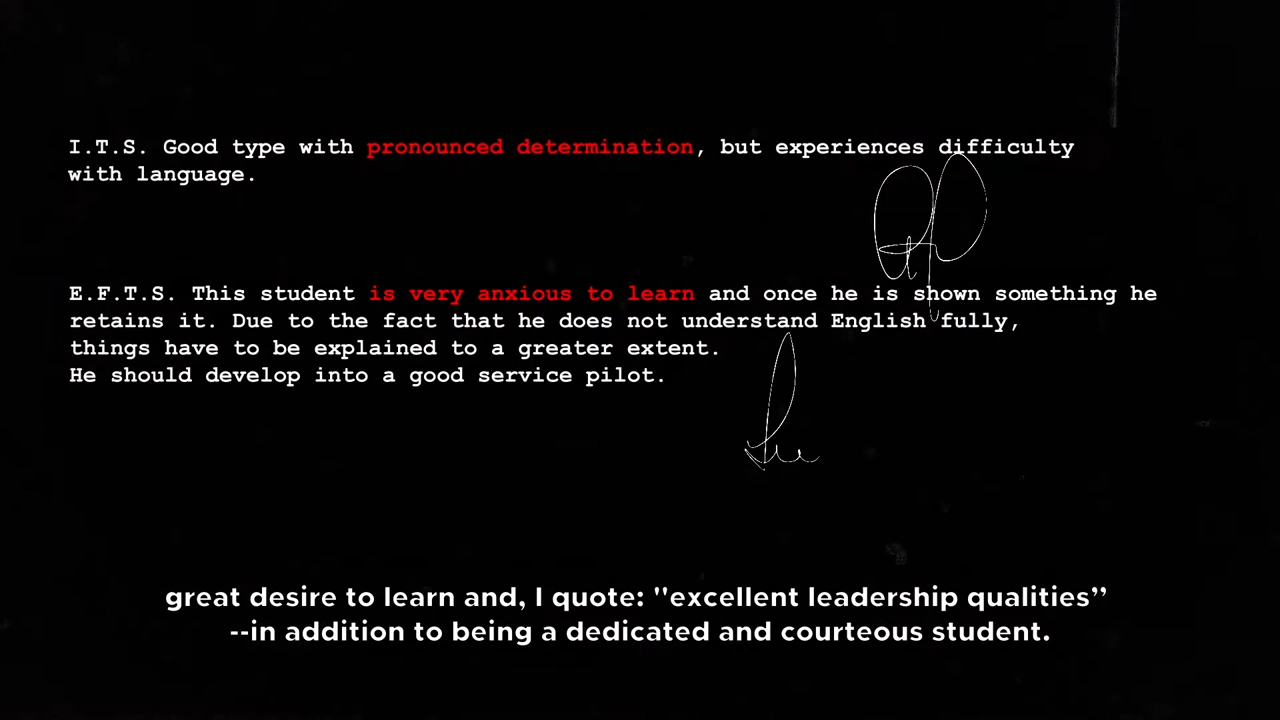 I.T.S. Good type with pronounced determination, but experiences difficulty
with language.
E.F.T.S. This student is very anxious to learn and once he is shown something he
retains it. Due to the fact that he does not understand English fully,
things have to be explained to a greater extent.
He should develop into a good service pilot.
great desire to learn and, I quote: "excellent leadership qualities”
--in addition to being a dedicated and courteous student.